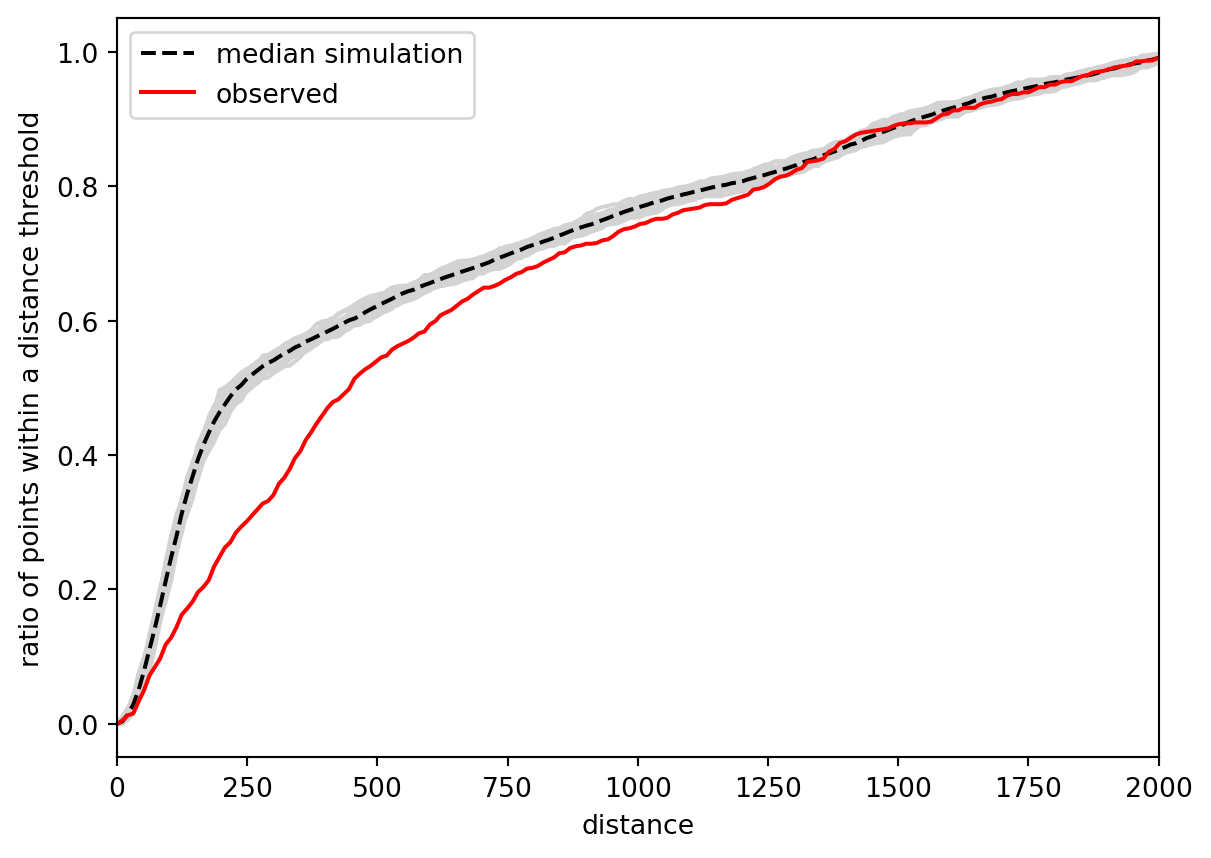 median simulation
observed
ratio of points within a distance threshold
1.0
0.8
0.6
0.4
0.2
0.0
0 250 500 750 1000 1250 1500 1750 2000
distance